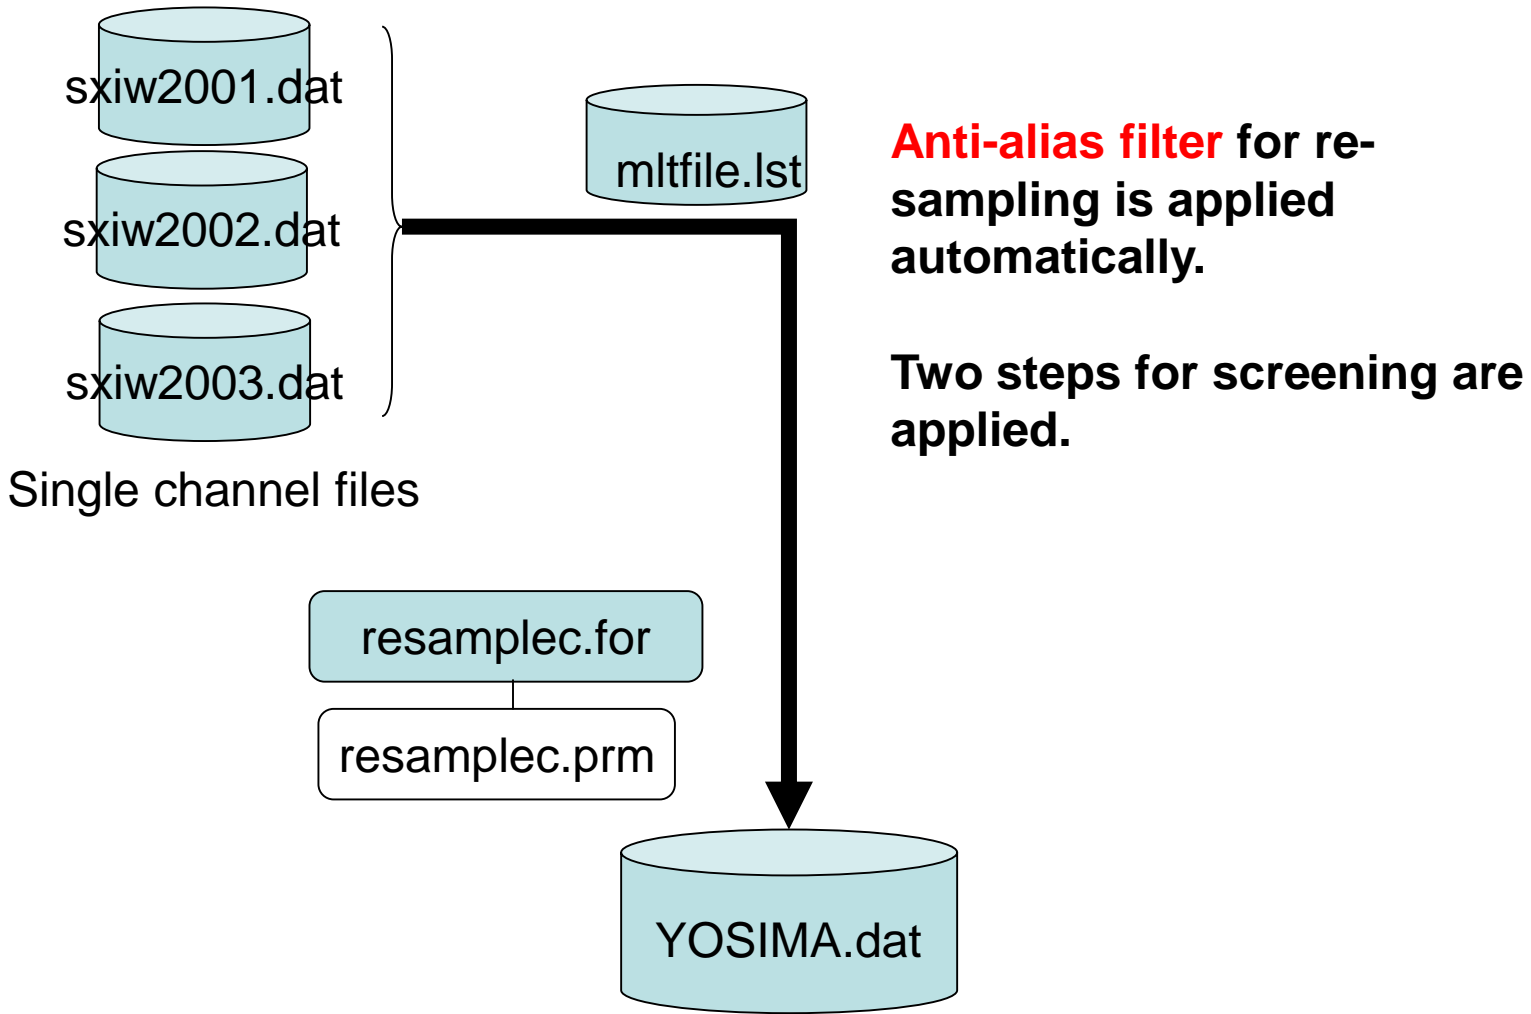 sxiw2001.dat
sxiw2002.dat
sxiw2003.dat
Single channel files
mltfile.lst
Anti-alias filter for re-
sampling is applied
automatically.
Two steps for screening are
applied.
resamplec.for
resamplec.prm
YOSIMA.dat